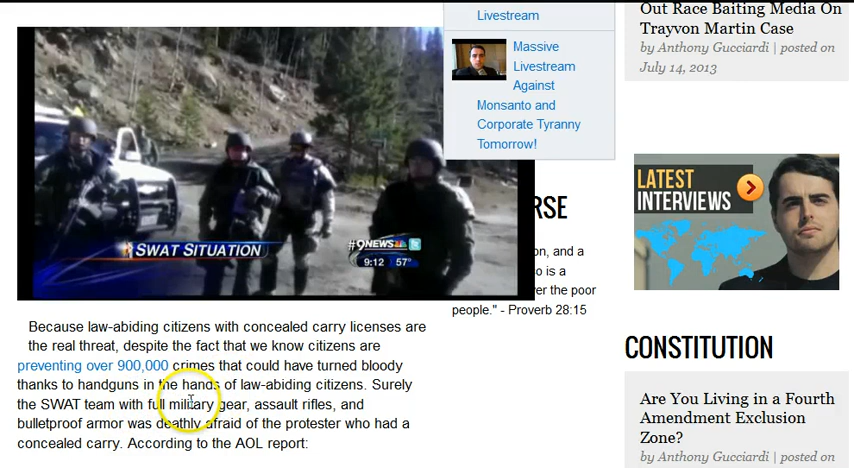 SWAT SITUATION
#9NEWS
9:12 57°
Because law-abiding citizens with concealed carry licenses are
the real threat, despite the fact that we know citizens are
preventing over 900,000 crimes that could have turned bloody
thanks to handguns in the hands of law-abiding citizens. Surely
the SWAT team with full military gear, assault rifles, and
bulletproof armor was deathly afraid of the protester who had a
concealed carry. According to the AOL report:
Livestream
Massive
Livestream
Against
Monsanto and
Corporate Tyranny
Tomorrow!
RSE
on, and a
so is a
er the poor
people." - Proverb 28:15
Out Race Baiting Media On
Trayvon Martin Case
by Anthony Gucciardi | posted on
July 14, 2013
LATEST
INTERVIEWS
CONSTITUTION
Are You Living in a Fourth
Amendment Exclusion
Zone?
by Anthony Gucciardi | posted on